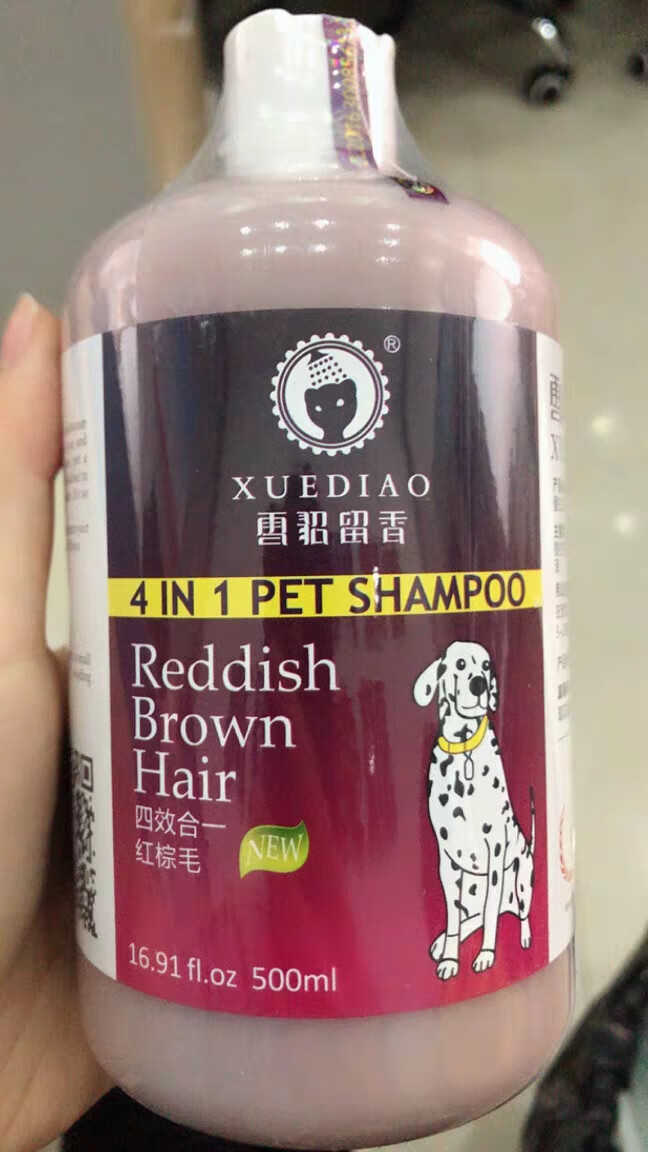 ®
XUEDIAO
雪貂留香
4 IN 1 PET SHAMPOO
Reddish
Brown
Hair
四效合一
红棕毛
NEW
16.91 fl.oz 500ml